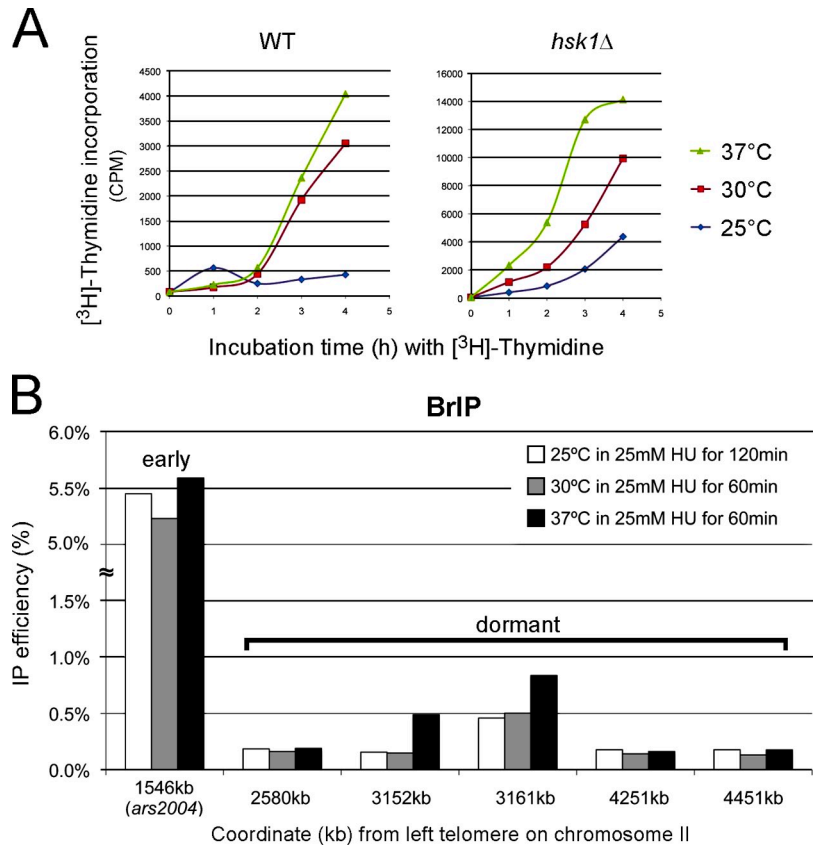 A
WT
hsk1Δ
[³H]-Thymidine incorporation
(CPM)
4500
4000
3500
3000
2500
2000
1500
1000
500
0
0 1 2 3 4 5
16000
14000
12000
10000
8000
6000
4000
2000
0
0 1 2 3 4 5
37°C
30°C
25°C
Incubation time (h) with [³H]-Thymidine
B
BrIP
IP efficiency (%)
6.0%
5.5%
5.0%
≈
1.5%
1.0%
0.5%
0.0%
early
25ºC in 25mM HU for 120min
30ºC in 25mM HU for 60min
37ºC in 25mM HU for 60min
dormant
1546kb
(ars2004)
2580kb
3152kb
3161kb
4251kb
4451kb
Coordinate (kb) from left telomere on chromosome II